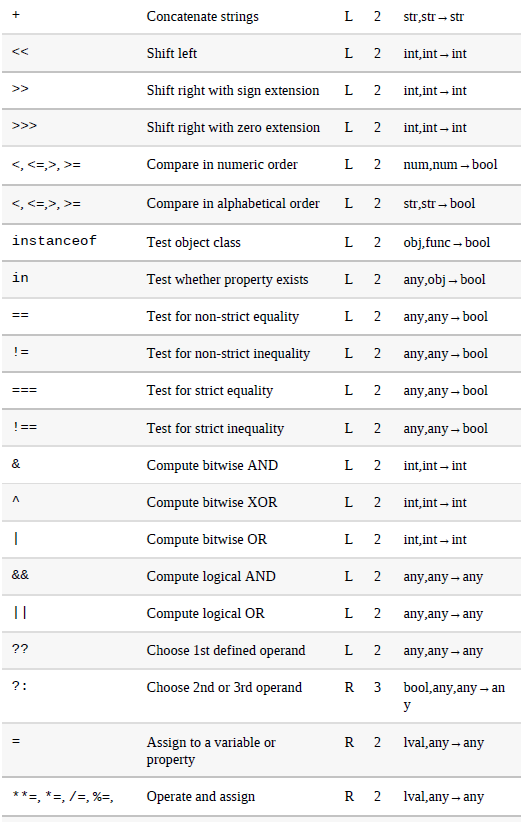 + Concatenate strings L 2 str,str→str
<< Shift left L 2 int,int→int
>> Shift right with sign extension L 2 int,int→int
>>> Shift right with zero extension L 2 int,int→int
<, <=,>, >= Compare in numeric order L 2 num,num→bool
<, <=,>, >= Compare in alphabetical order L 2 str,str→bool
instanceof Test object class L 2 obj,func→bool
in Test whether property exists L 2 any,obj→bool
== Test for non-strict equality L 2 any,any→bool
!= Test for non-strict inequality L 2 any,any→bool
=== Test for strict equality L 2 any,any→bool
!== Test for strict inequality L 2 any,any→bool
& Compute bitwise AND L 2 int,int→int
^ Compute bitwise XOR L 2 int,int→int
| Compute bitwise OR L 2 int,int→int
&& Compute logical AND L 2 any,any→any
|| Compute logical OR L 2 any,any→any
?? Choose 1st defined operand L 2 any,any→any
?: Choose 2nd or 3rd operand R 3 bool,any,any→an
y
= Assign to a variable or R 2 lval,any→any
property
**=, *=, /=, %=, Operate and assign R 2 lval,any→any